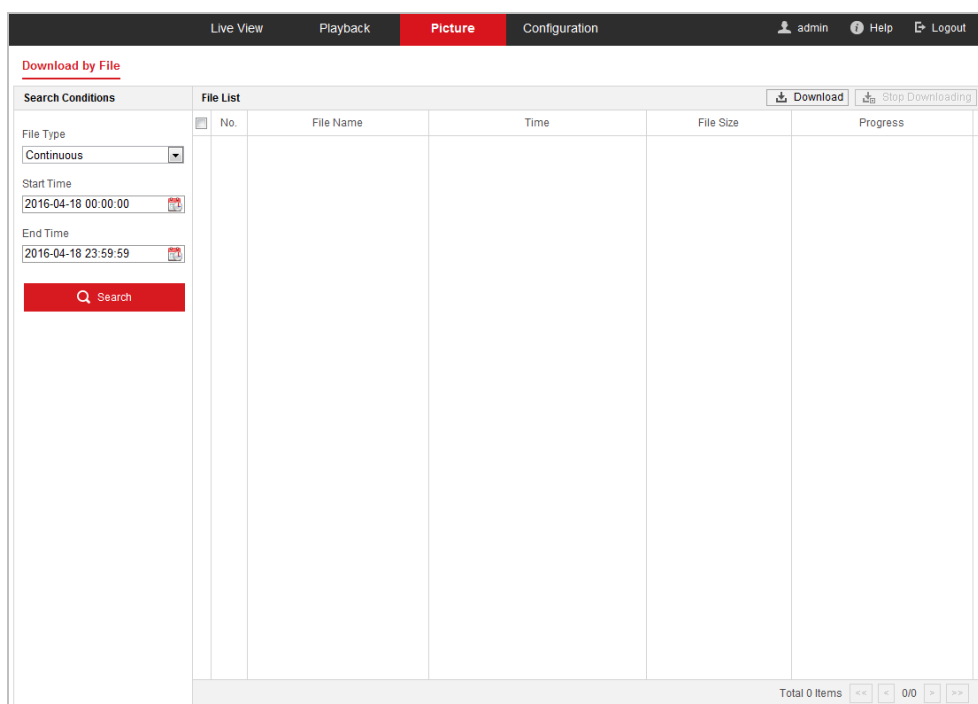 Live View Playback Picture Configuration admin Help Logout
Download by File
Search Conditions
File Type
Continuous
Start Time
2016-04-18 00:00:00
End Time
2016-04-18 23:59:59
Search
File List Download Stop Downloading
No. File Name Time File Size Progress
Total 0 Items << < 0/0 > >>